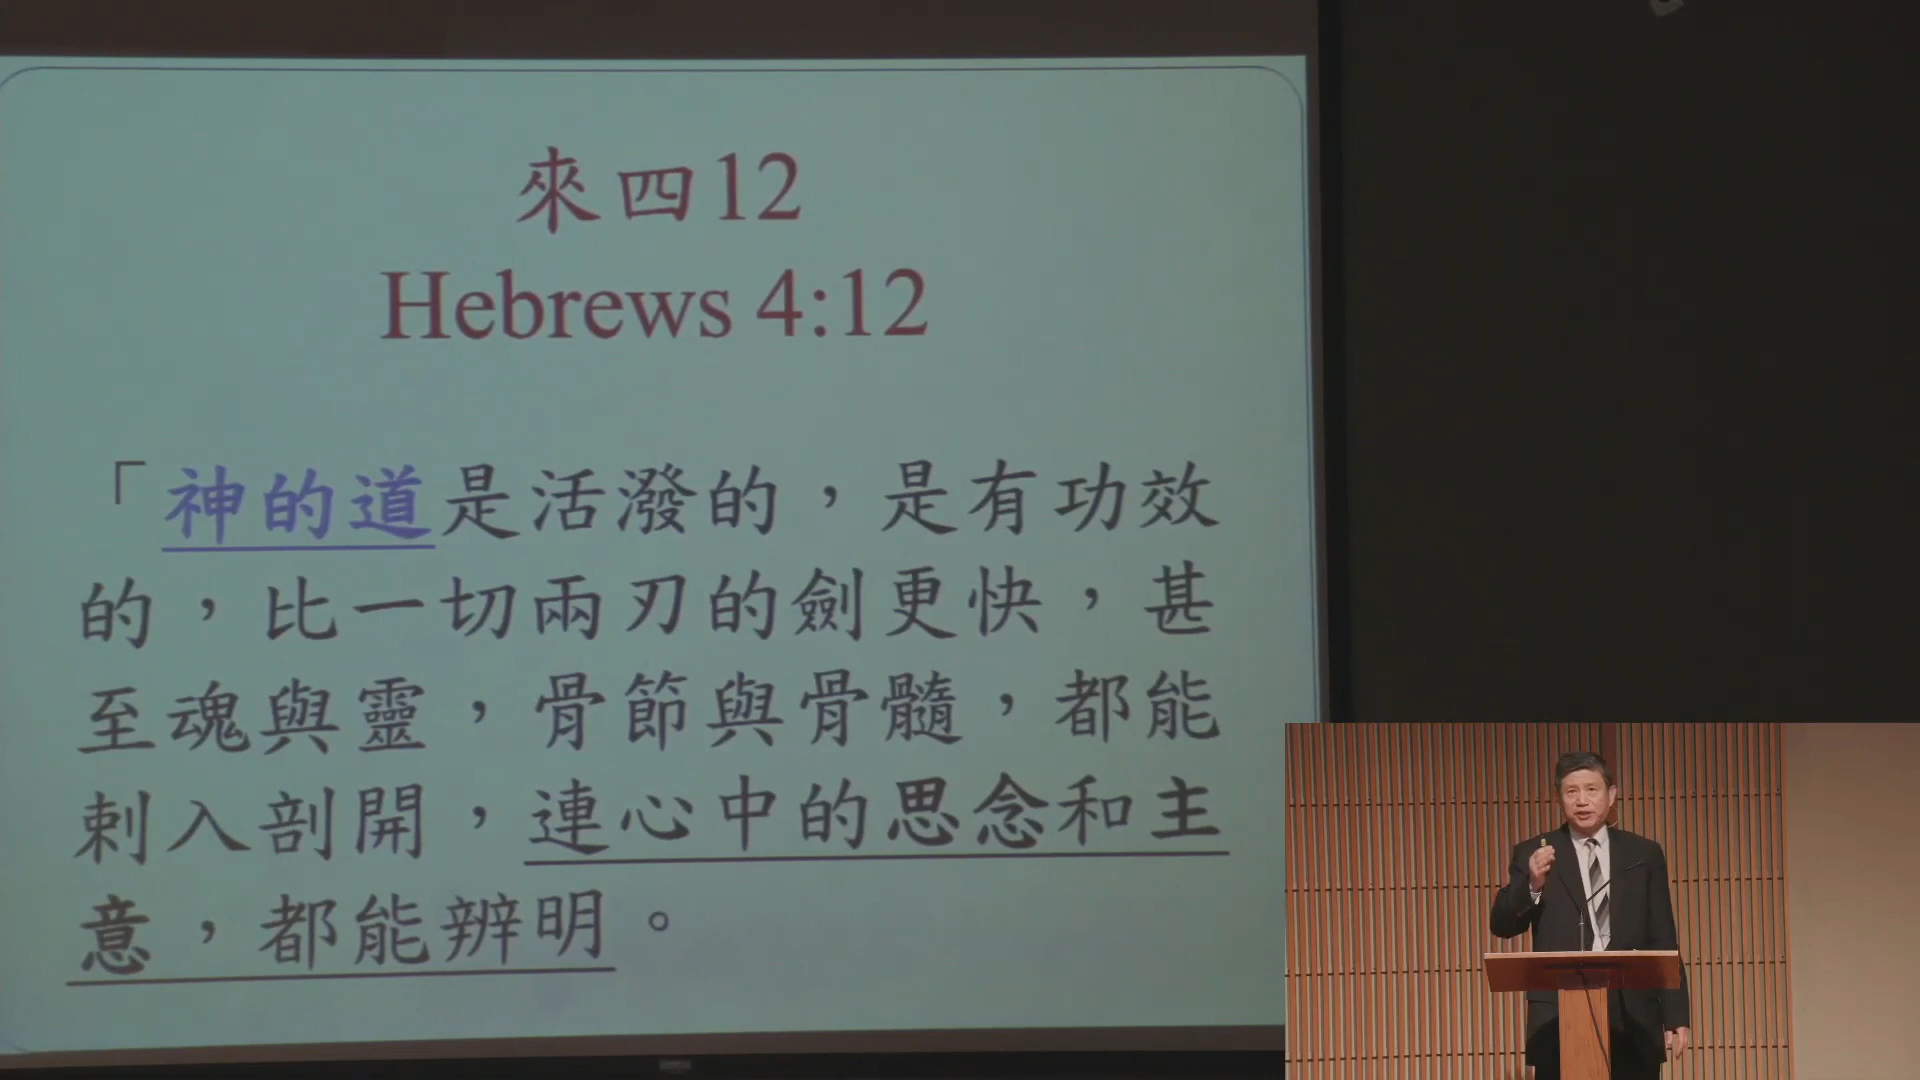 來四12
Hebrews 4:12
「神的道是活潑的，是有功效
的，比一切兩刃的劍更快，甚
至魂與靈，骨節與骨髓，都能
刺入剖開，連心中的思念和主
意，都能辨明。